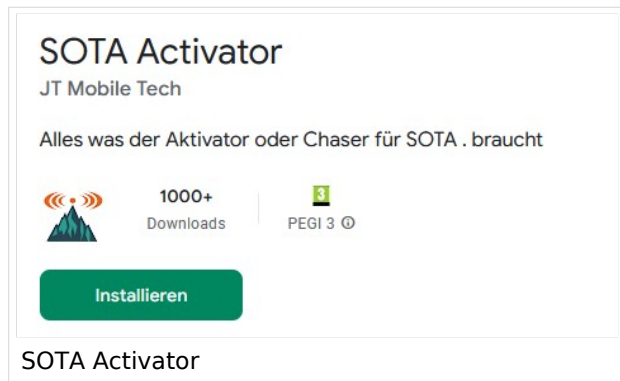 SOTA Activator
JT Mobile Tech
Alles was der Aktivator oder Chaser für SOTA . braucht
1000+
Downloads
3
PEGI 3
Installieren
SOTA Activator